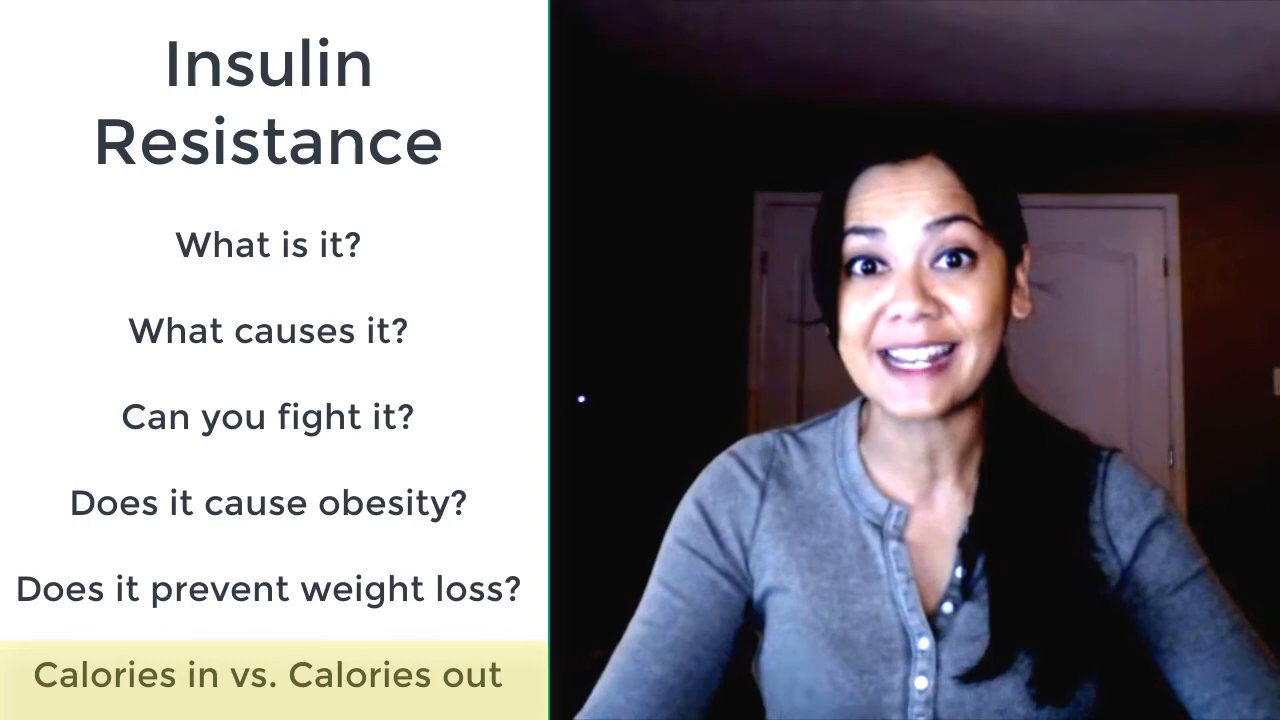 Insulin
Resistance
What is it?
What causes it?
Can you fight it?
Does it cause obesity?
Does it prevent weight loss?
Calories in vs. Calories out